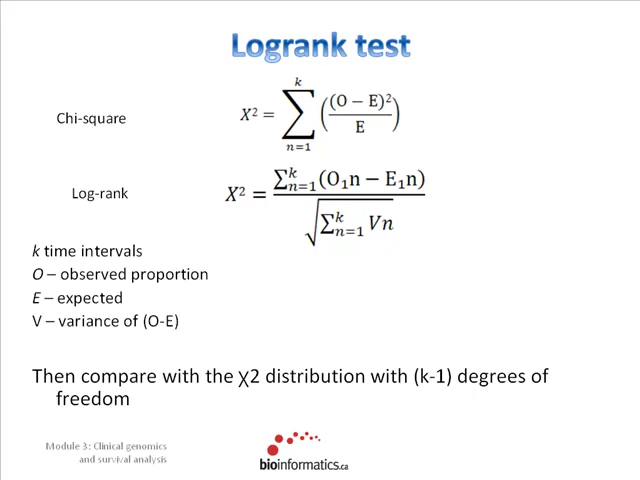 Logrank test
Chi-square X² = ∑_{n=1}^{k} ((O − E)² / E)
Log-rank X² = ∑_{n=1}^{k} (O₁n − E₁n) / √(∑_{n=1}^{k} Vn)
k time intervals
O – observed proportion
E – expected
V – variance of (O-E)
Then compare with the χ2 distribution with (k-1) degrees of
freedom
Module 3: Clinical genomics
and survival analysis
bioinformatics.ca